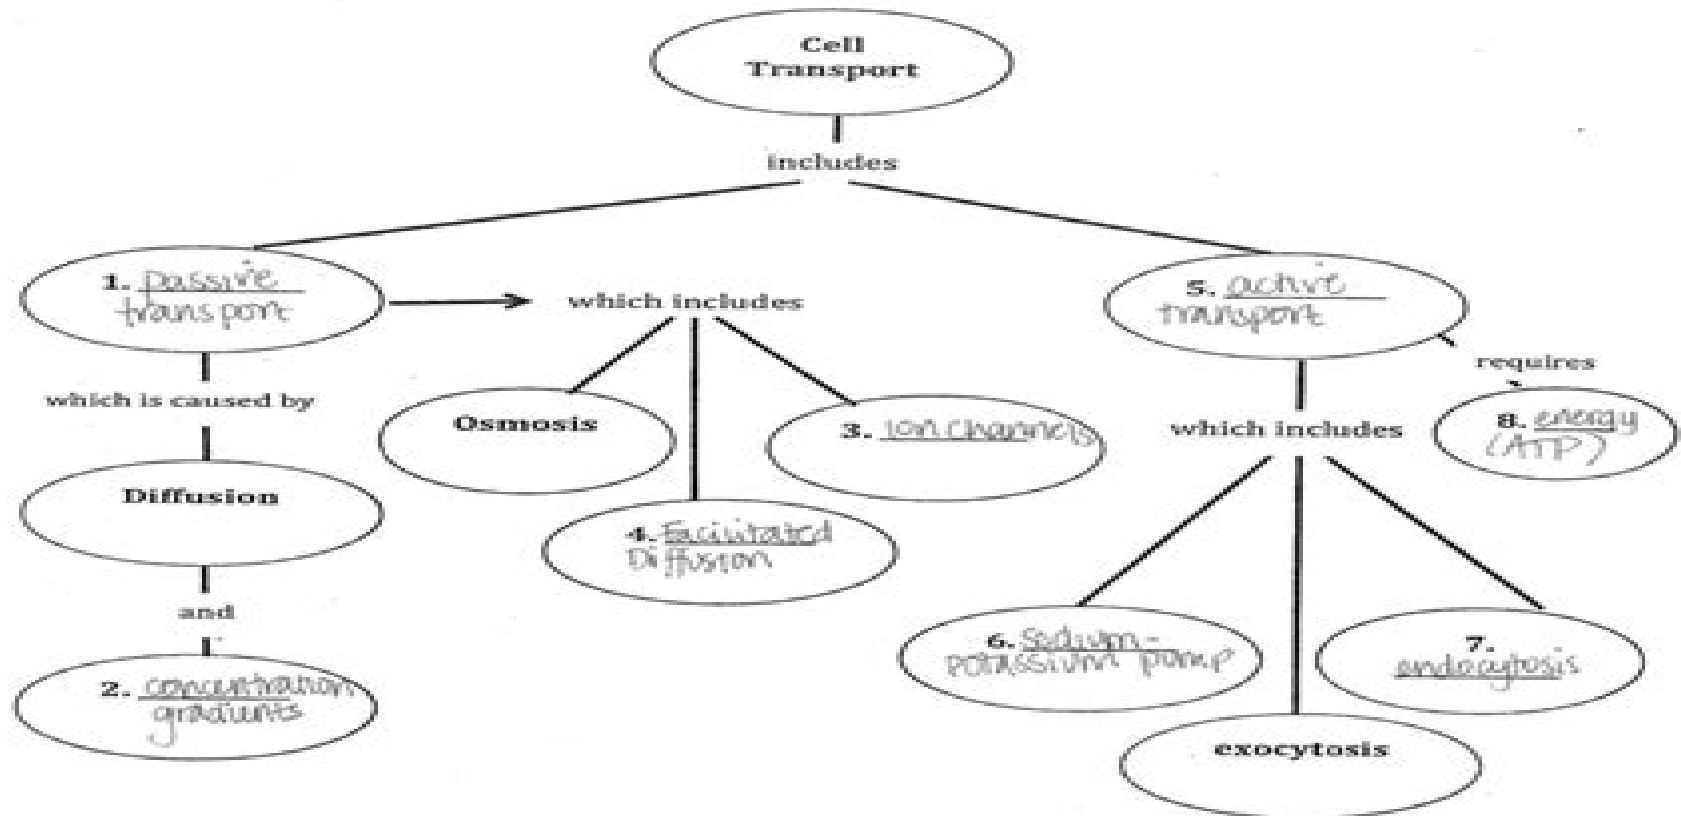 Cell
Transport
includes
1. passive
transport
which includes
5. active
transport
requires
which is caused by
Osmosis
3. ion channels
which includes
8. energy
(ATP)
Diffusion
4. Facilitated
Diffusion
and
6. Sodium-
Potassium pump
7.
endocytosis
2. concentration
gradients
exocytosis